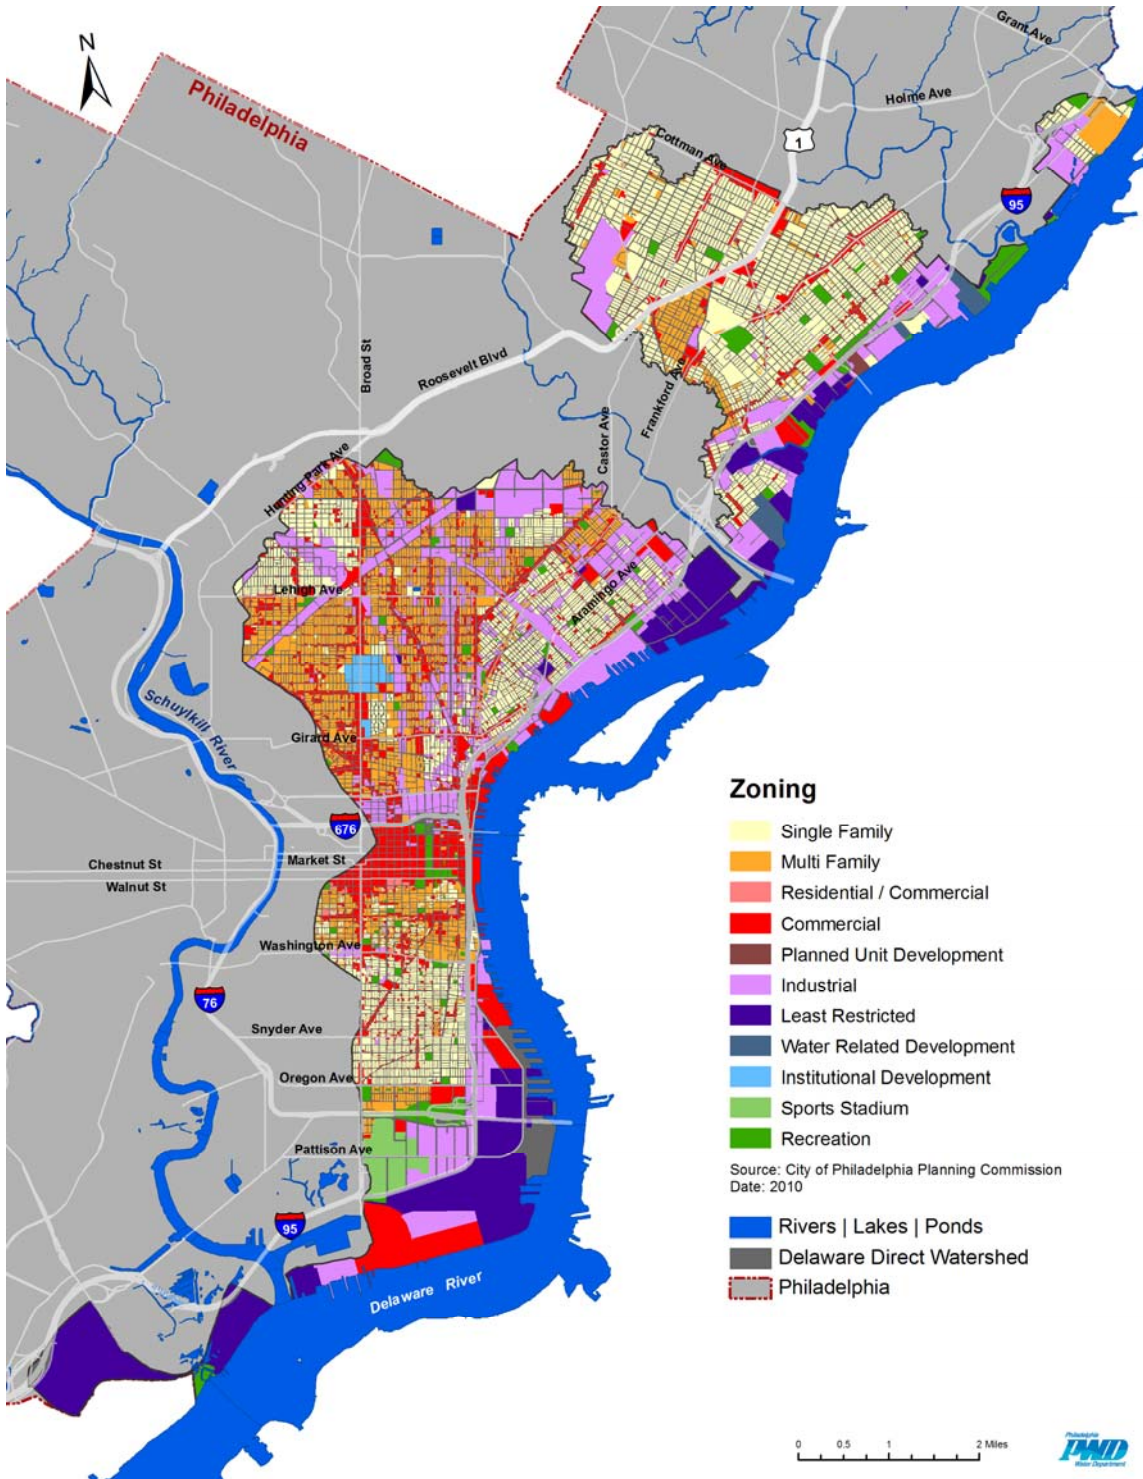 Grant Ave
N
Holme Ave
Philadelphia
1
Cottman Ave
95
Broad St
Roosevelt Blvd
Frankford Ave
Castor Ave
Hunting Park Ave
Aramingo Ave
Lehigh Ave
Schuylkill River
Girard Ave
676
Market St
Chestnut St
Walnut St
Washington Ave
76
Snyder Ave
Oregon Ave
Pattison Ave
95
Delaware River
Zoning
Single Family
Multi Family
Residential / Commercial
Commercial
Planned Unit Development
Industrial
Least Restricted
Water Related Development
Institutional Development
Sports Stadium
Recreation
Source: City of Philadelphia Planning Commission
Date: 2010
Rivers | Lakes | Ponds
Delaware Direct Watershed
Philadelphia
0 0.5 1 2 Miles
Philadelphia
PWD
Water Department